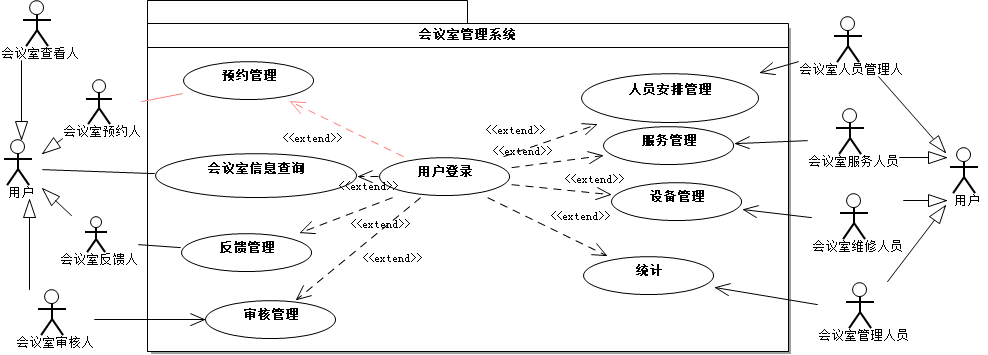 会议室管理系统
会议室查看人
预约管理
会议室人员管理人
人员安排管理
会议室预约人
<<extend>>
<<extend>>
服务管理
<<extend>>
会议室服务人员
会议室信息查询
用户登录
<<extend>>
<<extend>>
用户
用户
设备管理
<<extend>>
<<extend>>
反馈管理
会议室维修人员
会议室反馈人
<<extend>>
统计
审核管理
会议室审核人
会议室管理人员